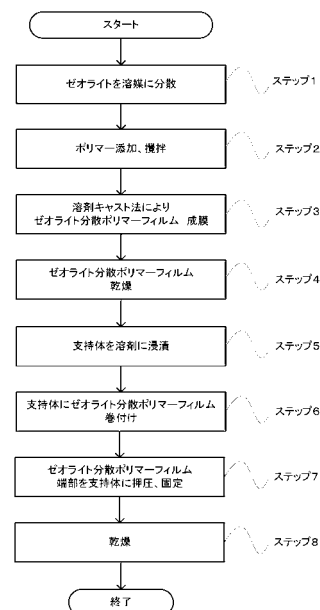 スタート
ゼオライトを溶媒に分散
ステップ1
ポリマー添加、攪拌
ステップ2
溶剤キャスト法により
ゼオライト分散ポリマーフィルム 成膜
ステップ3
ゼオライト分散ポリマーフィルム
乾燥
ステップ4
支持体を溶剤に浸漬
ステップ5
支持体にゼオライト分散ポリマーフィルム
巻付け
ステップ6
ゼオライト分散ポリマーフィルム
端部を支持体に押圧、固定
ステップ7
乾燥
ステップ8
終了